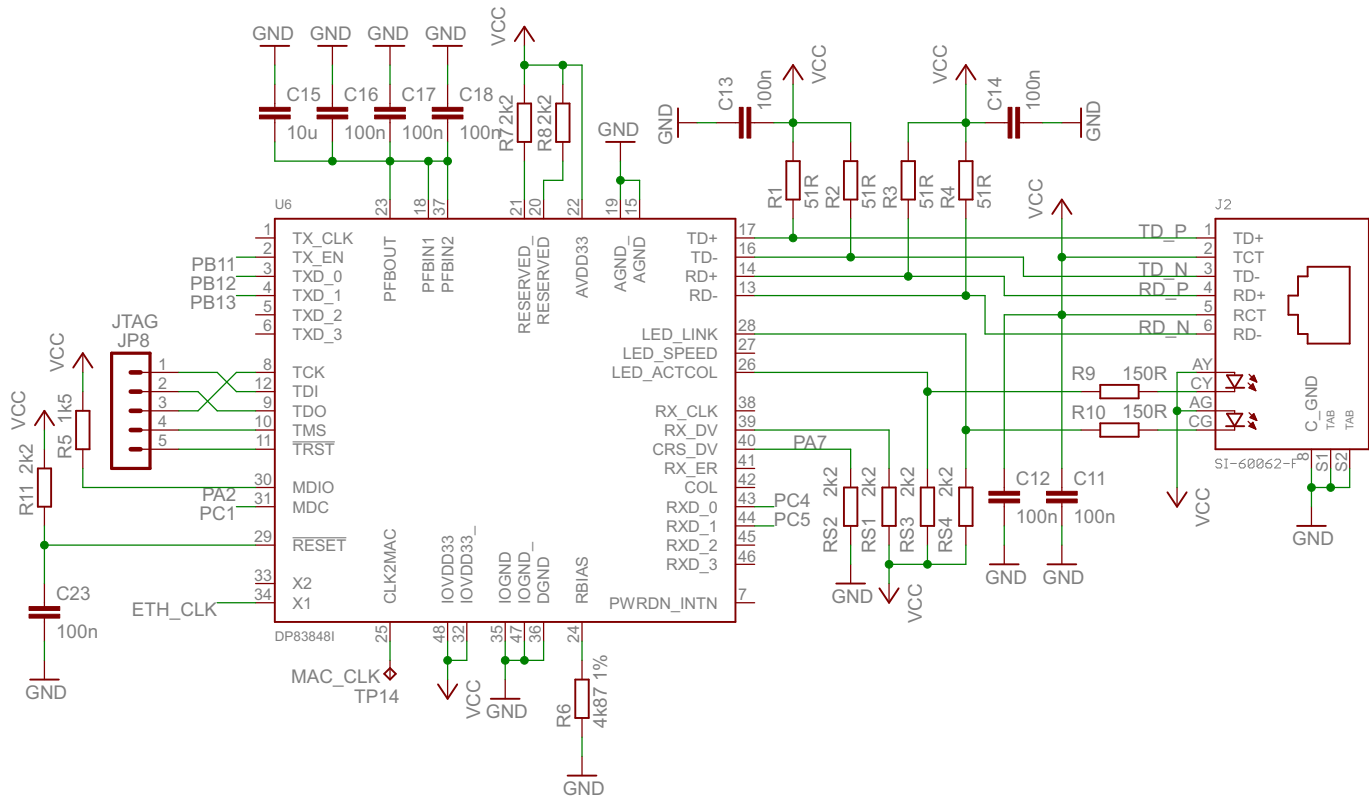 GND GND GND GND
VCC
C15 C16 C17 C18
10u 100n 100n 100n
R7 2k2
R8 2k2
GND
GND
C13
100n
VCC
VCC
C14
100n
GND
R1 51R
R2 51R
R3 51R
R4 51R
VCC
U6
23 18 37 21 20 22 19 15
PFBOUT
PFBIN1
PFBIN2
RESERVED_
RESERVED
AVDD33
AGND_
AGND
1 TX_CLK
PB11 2 TX_EN
PB12 3 TXD_0
PB13 4 TXD_1
5 TXD_2
6 TXD_3
8 TCK
12 TDI
9 TDO
10 TMS
11 TRST
PA2 30 MDIO
PC1 31 MDC
29 RESET
33 X2
ETH_CLK 34 X1
JTAG
JP8
1
2
3
4
5
VCC
R5 1k5
VCC
R11 2k2
C23
100n
GND
DP83848I
CLK2MAC
IOVDD33
IOVDD33_
IOGND
IOGND_
DGND
RBIAS
25 48 32 35 47 36 24
MAC_CLK
TP14
VCC
GND
R6
4k87 1%
GND
TD+ 17
TD- 16
RD+ 14
RD- 13
LED_LINK 28
LED_SPEED 27
LED_ACTCOL 26
RX_CLK 38
RX_DV 39
CRS_DV 40 PA7
RX_ER 41
COL 42
RXD_0 43 PC4
RXD_1 44 PC5
RXD_2 45
RXD_3 46
PWRDN_INTN 7
RS2 2k2
RS1 2k2
RS3 2k2
RS4 2k2
GND
VCC
C12
100n
C11
100n
GND GND
R9 150R
R10 150R
J2
TD_P 1 TD+
2 TCT
TD_N 3 TD-
RD_P 4 RD+
5 RCT
RD_N 6 RD-
AY
CY
AG
CG
C_GND
TAB
TAB
SI-60062-F
8 S1 S2
VCC
GND